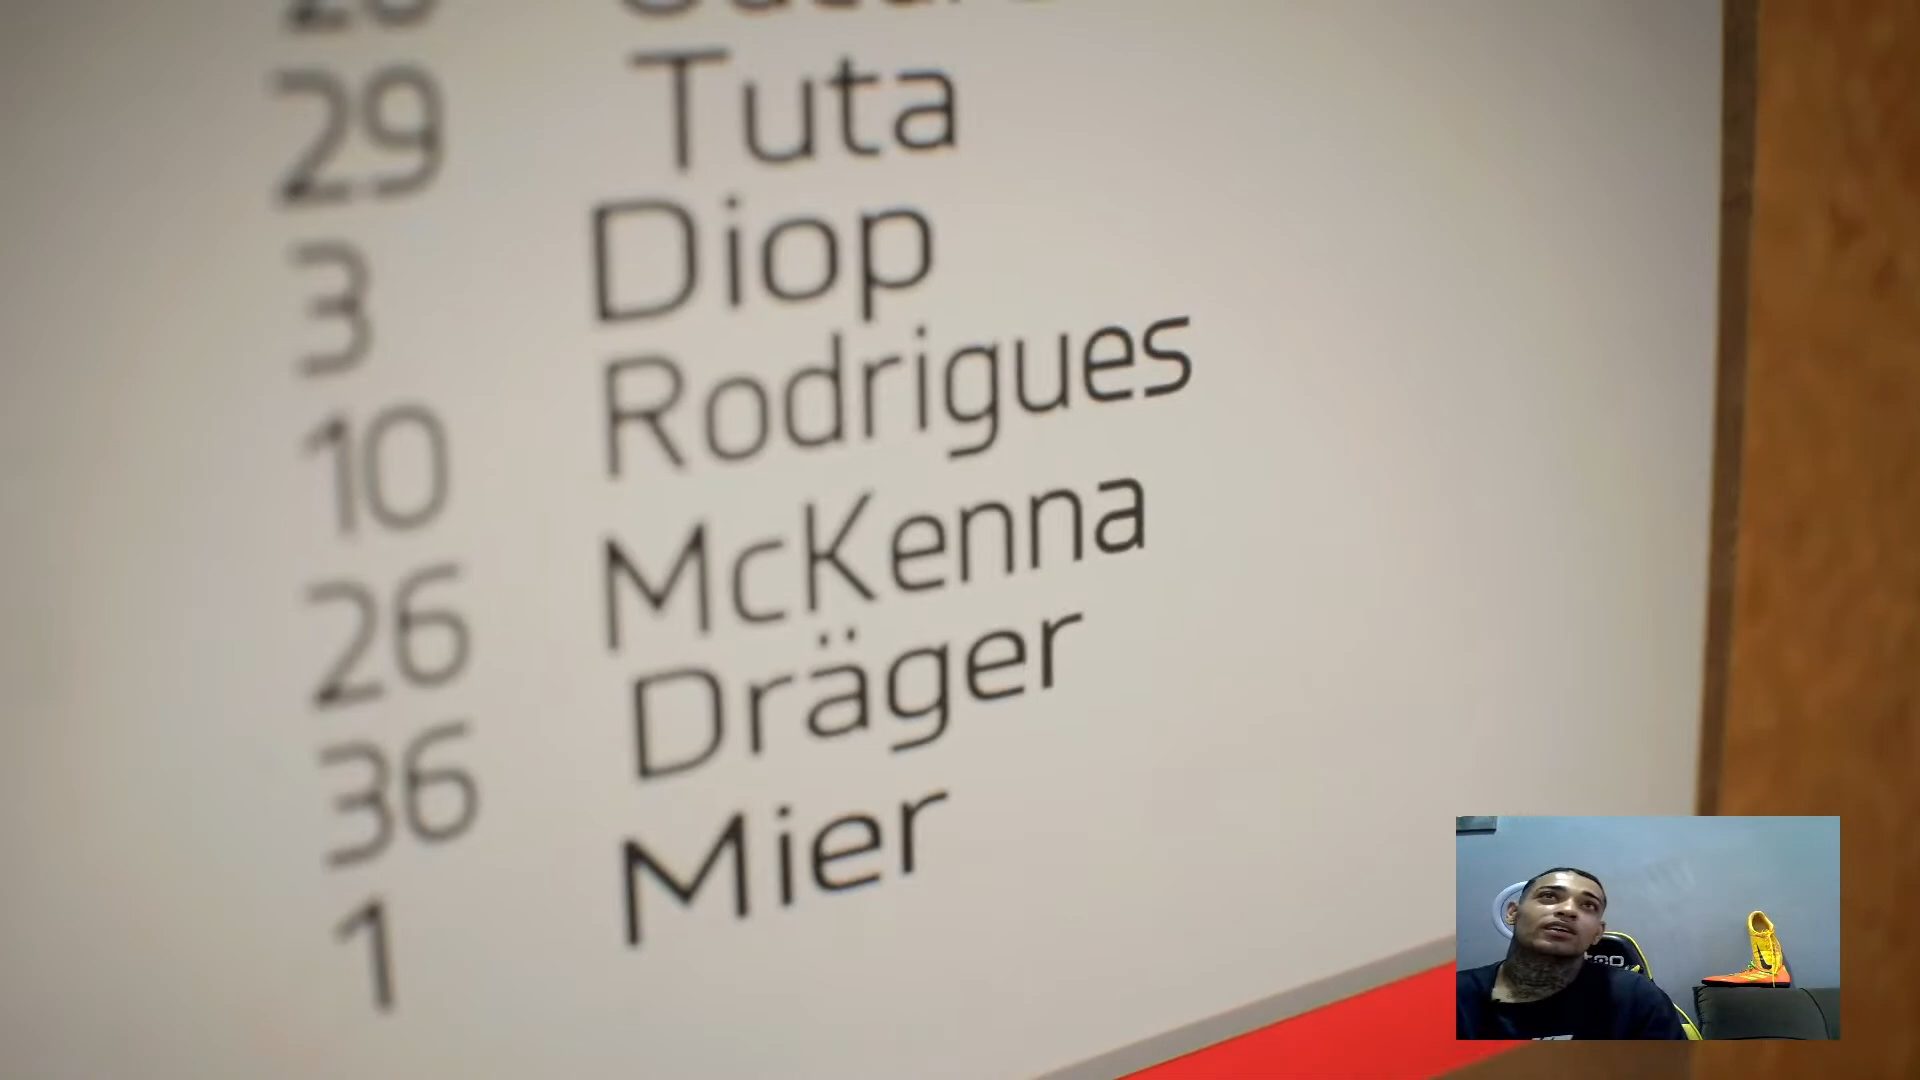 29 Tuta
3 Diop
10 Rodrigues
26 McKenna
36 Dräger
1 Mier